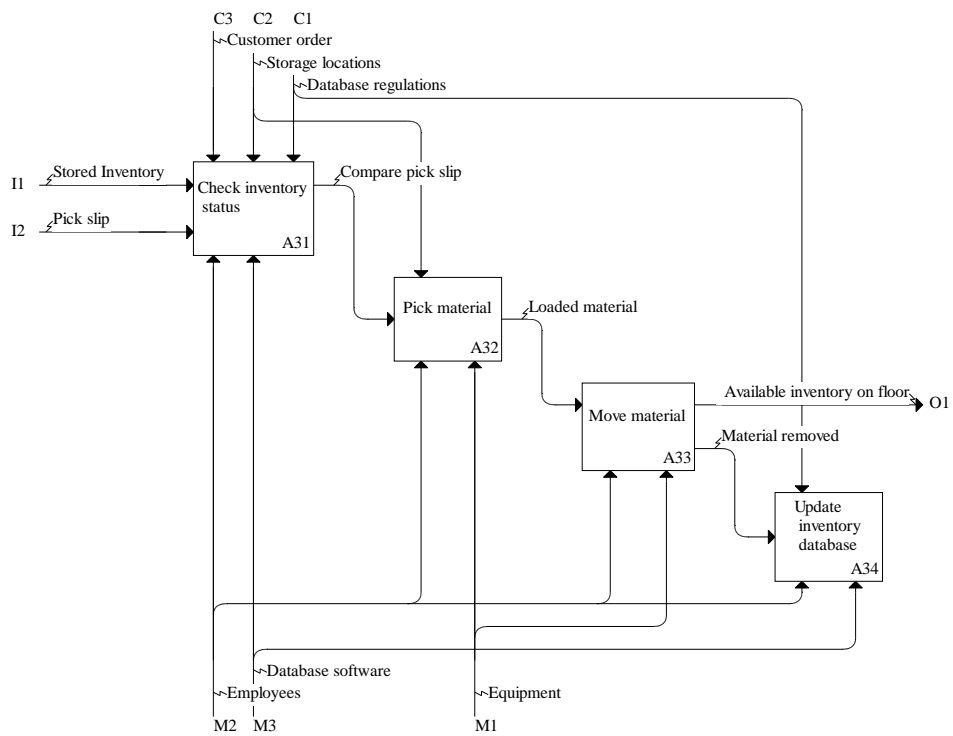 C3 C2 C1
Customer order
Storage locations
Database regulations
Stored Inventory
Compare pick slip
I1
Check inventory
status
Pick slip
I2
A31
Pick material
Loaded material
A32
Available inventory on floor
O1
Move material
Material removed
A33
Update
inventory
database
A34
Database software
Employees
Equipment
M2 M3 M1